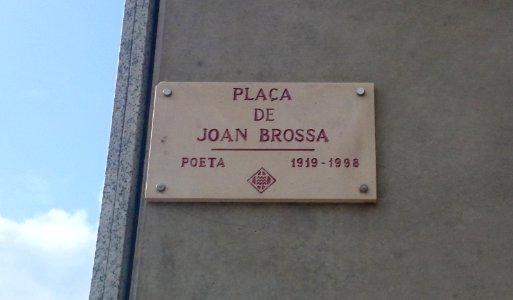 PLAÇA
DE
JOAN BROSSA
POETA 1919-1998